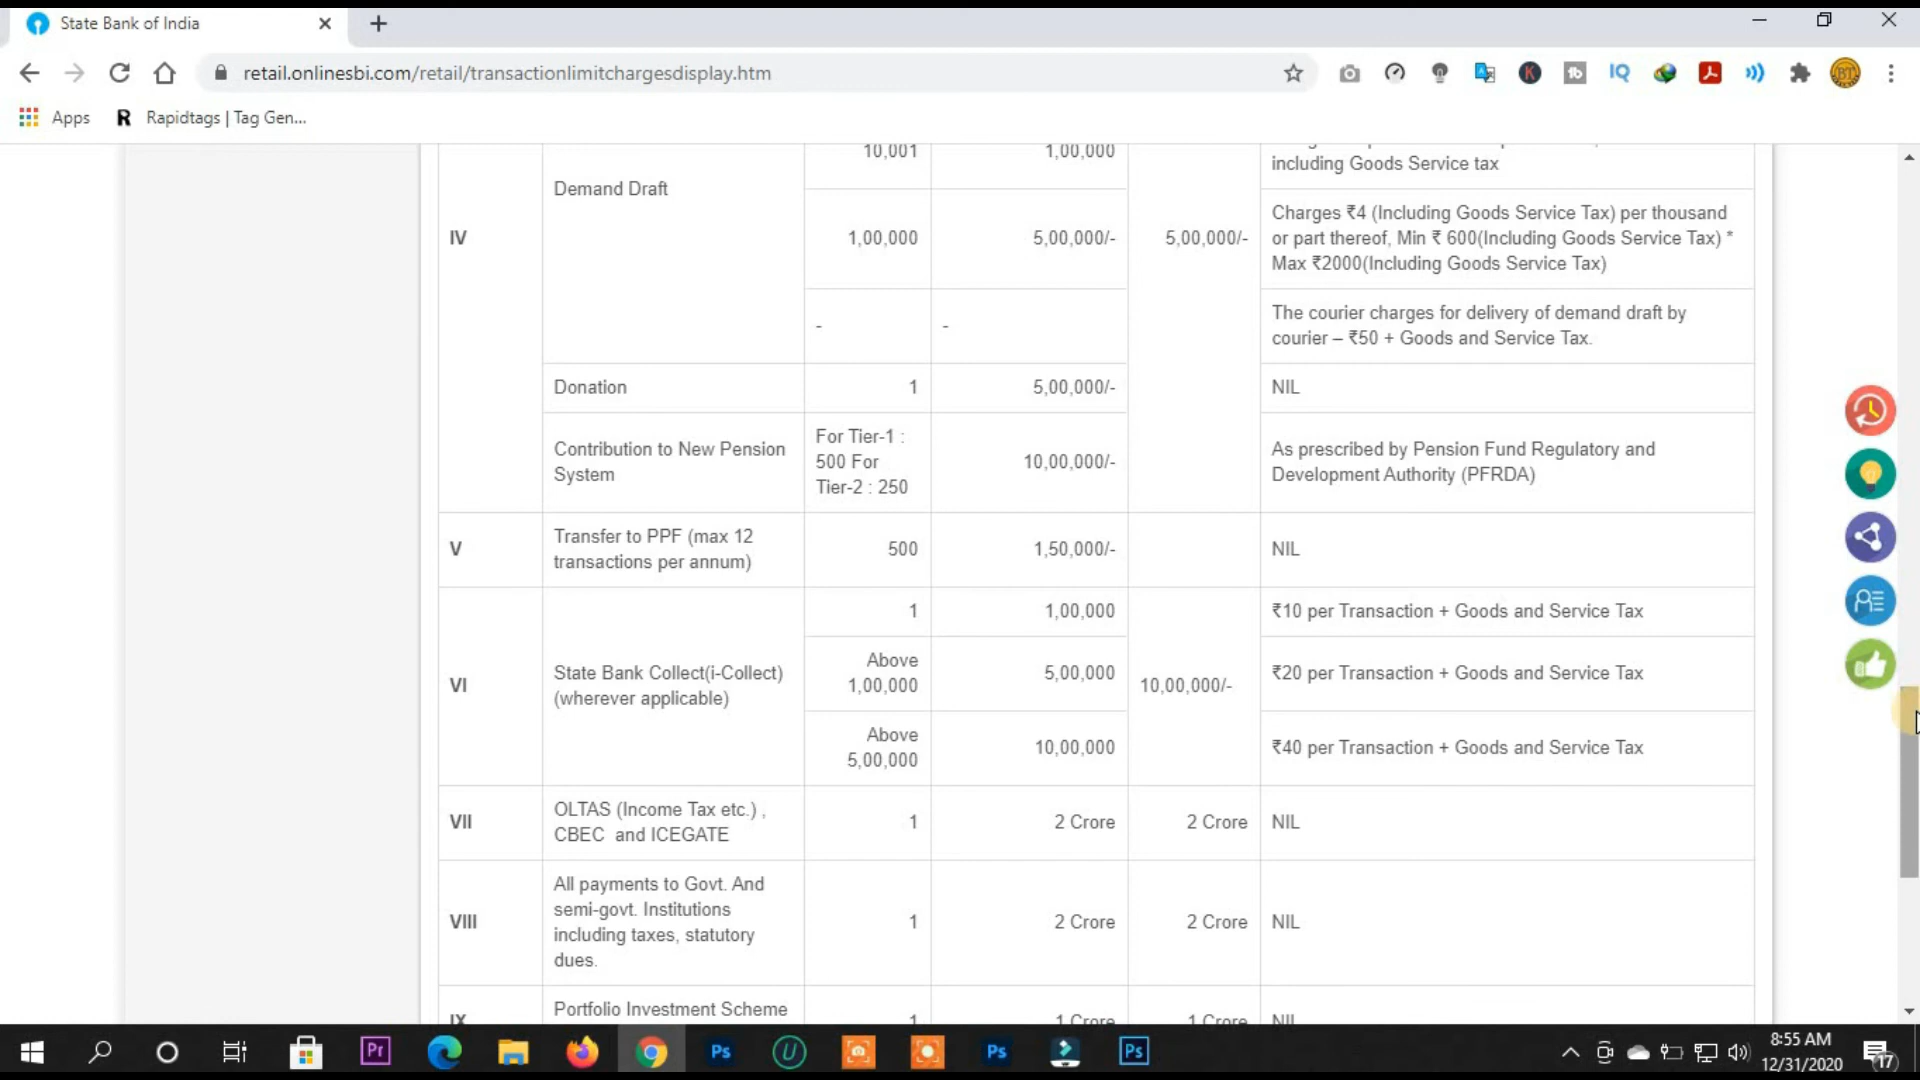 State Bank of India
retail.onlinesbi.com/retail/transactionlimitchargesdisplay.htm
Apps
R Rapidtags | Tag Gen...
10,001 1,00,000
including Goods Service tax
Demand Draft
Charges ₹4 (Including Goods Service Tax) per thousand
IV 1,00,000 5,00,000/- 5,00,000/- or part thereof, Min ₹ 600(Including Goods Service Tax) *
Max ₹2000(Including Goods Service Tax)
The courier charges for delivery of demand draft by
- -
courier – ₹50 + Goods and Service Tax.
Donation 1 5,00,000/- NIL
For Tier-1 :
Contribution to New Pension As prescribed by Pension Fund Regulatory and
500 For 10,00,000/-
System Development Authority (PFRDA)
Tier-2 : 250
Transfer to PPF (max 12
V 500 1,50,000/- NIL
transactions per annum)
1 1,00,000 ₹10 per Transaction + Goods and Service Tax
Above
State Bank Collect(i-Collect) 5,00,000 ₹20 per Transaction + Goods and Service Tax
VI 1,00,000 10,00,000/-
(wherever applicable)
Above
10,00,000 ₹40 per Transaction + Goods and Service Tax
5,00,000
OLTAS (Income Tax etc.) ,
VII 1 2 Crore 2 Crore NIL
CBEC and ICEGATE
All payments to Govt. And
semi-govt. Institutions
VIII 1 2 Crore 2 Crore NIL
including taxes, statutory
dues.
Portfolio Investment Scheme
IX 1 1 Crore 1 Crore NIL
8:55 AM
12/31/2020
17